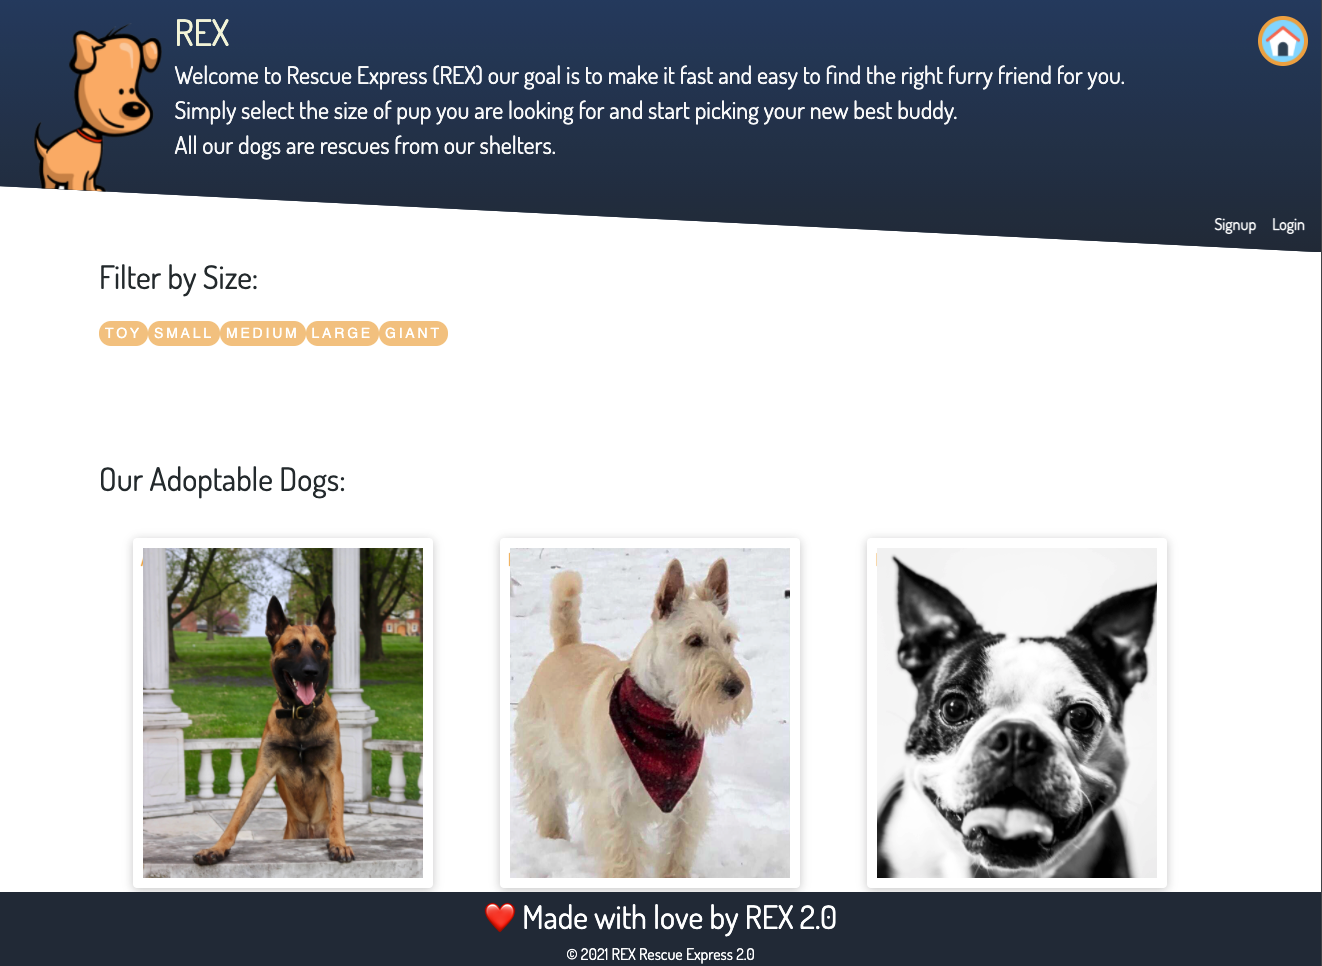 REX
Welcome to Rescue Express (REX) our goal is to make it fast and easy to find the right furry friend for you.
Simply select the size of pup you are looking for and start picking your new best buddy.
All our dogs are rescues from our shelters.
Signup Login
Filter by Size:
TOY SMALL MEDIUM LARGE GIANT
Our Adoptable Dogs:
❤️ Made with love by REX 2.0
© 2021 REX Rescue Express 2.0